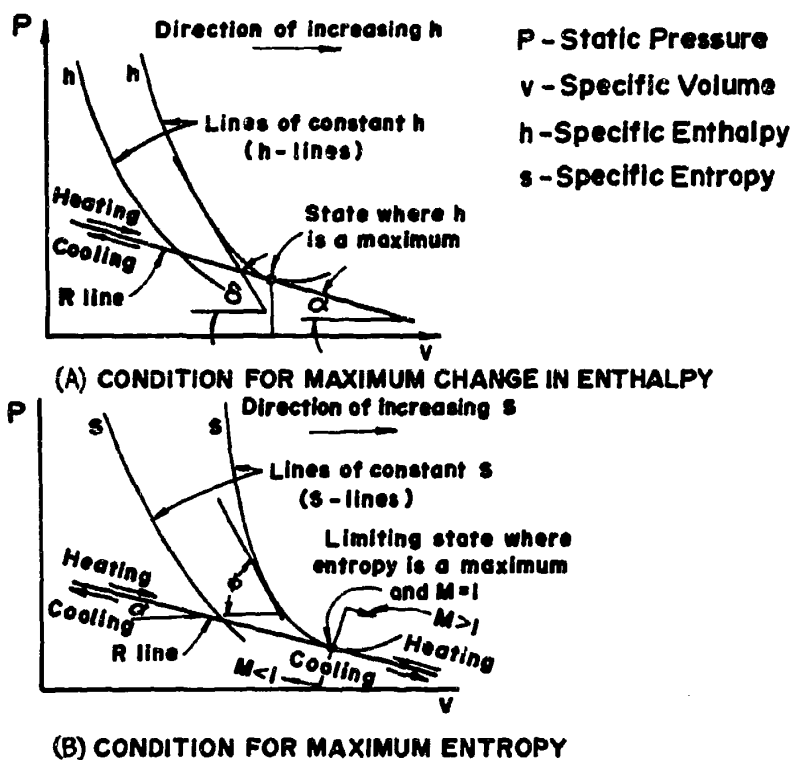 P
Direction of increasing h
P - Static Pressure
v - Specific Volume
h - Specific Enthalpy
s - Specific Entropy
h
h
Lines of constant h
(h-lines)
Heating
Cooling
R line
State where h
is a maximum
δ
α
v
(A) CONDITION FOR MAXIMUM CHANGE IN ENTHALPY
P
Direction of increasing s
s
s
Lines of constant s
(s-lines)
Limiting state where
entropy is a maximum
and M=1
M>1
Heating
Cooling
α
R line
M<1
Cooling
Heating
v
(B) CONDITION FOR MAXIMUM ENTROPY